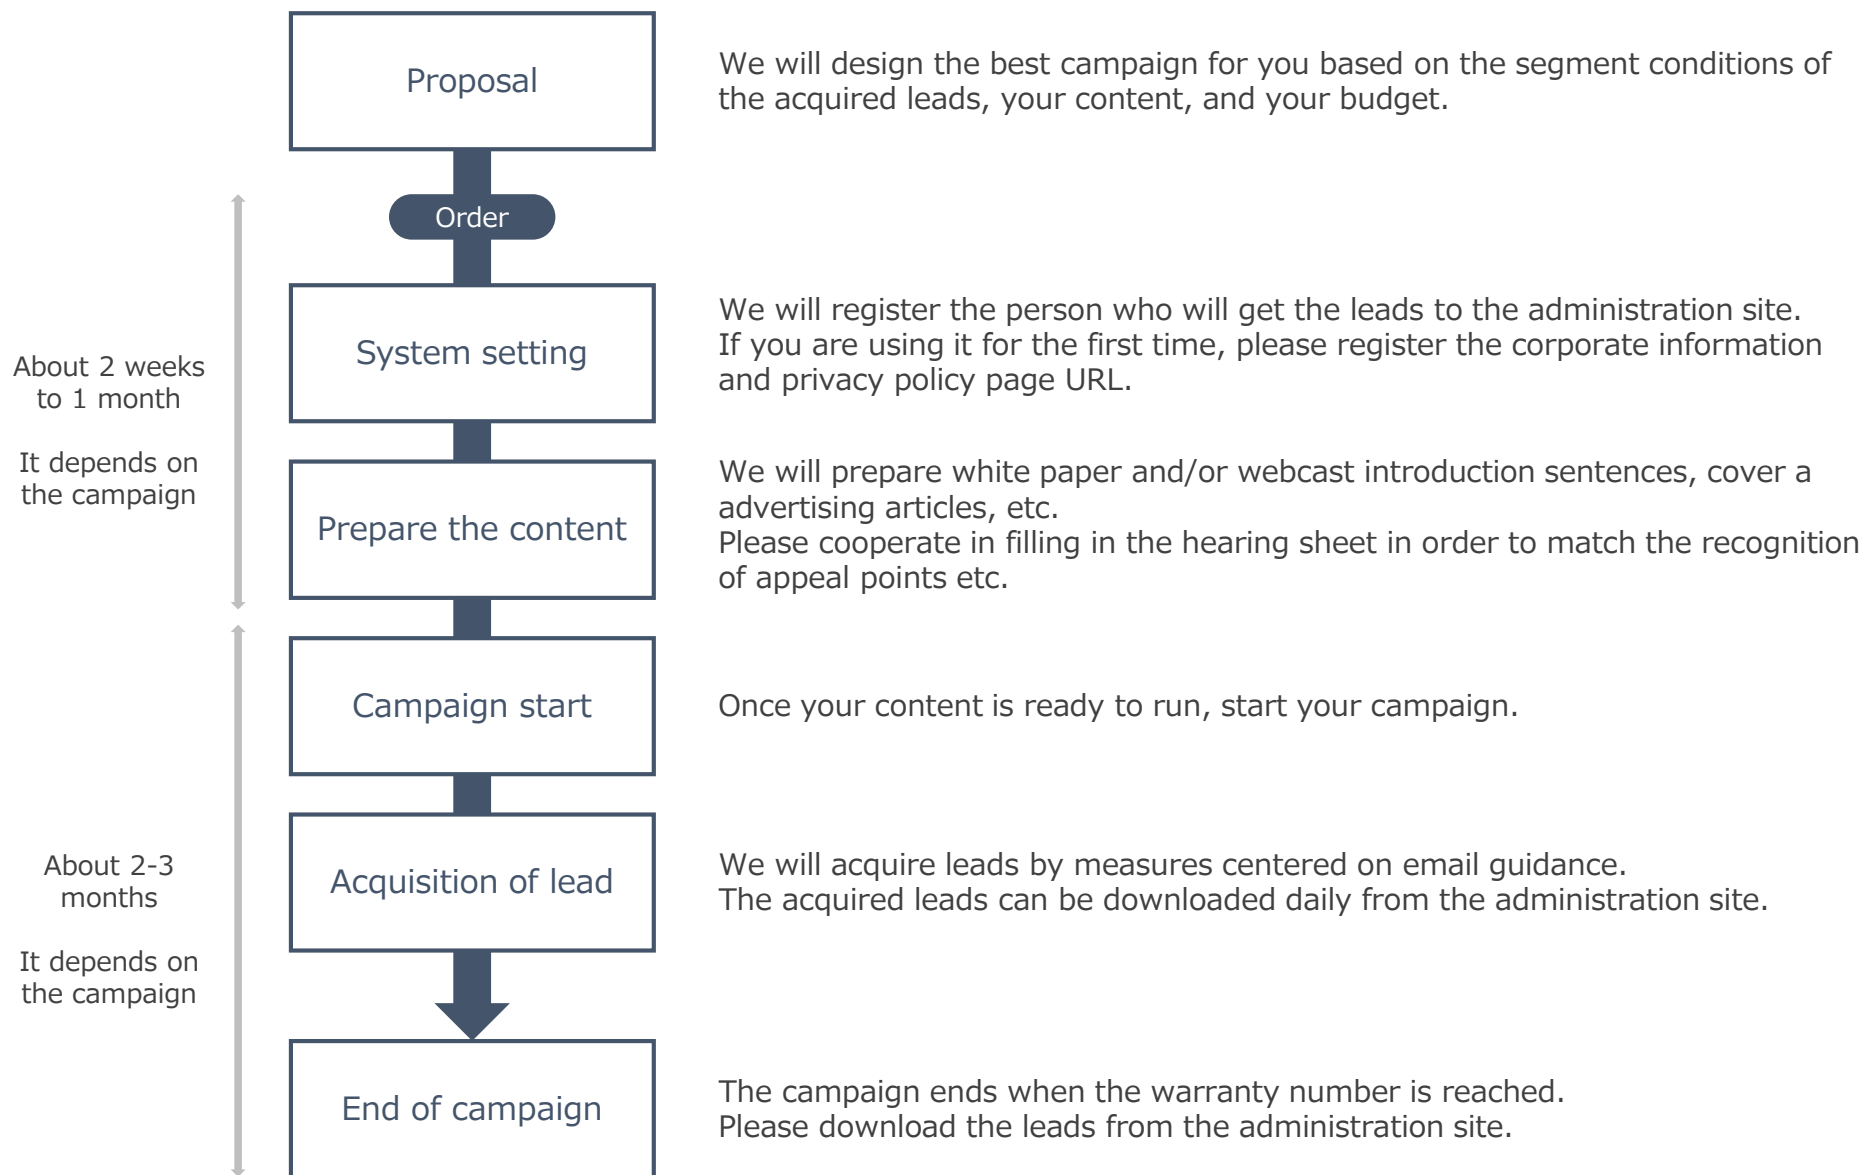 Proposal
We will design the best campaign for you based on the segment conditions of
the acquired leads, your content, and your budget.
Order
About 2 weeks
to 1 month
It depends on
the campaign
System setting
We will register the person who will get the leads to the administration site.
If you are using it for the first time, please register the corporate information
and privacy policy page URL.
Prepare the content
We will prepare white paper and/or webcast introduction sentences, cover a
advertising articles, etc.
Please cooperate in filling in the hearing sheet in order to match the recognition
of appeal points etc.
About 2-3
months
It depends on
the campaign
Campaign start
Once your content is ready to run, start your campaign.
Acquisition of lead
We will acquire leads by measures centered on email guidance.
The acquired leads can be downloaded daily from the administration site.
End of campaign
The campaign ends when the warranty number is reached.
Please download the leads from the administration site.